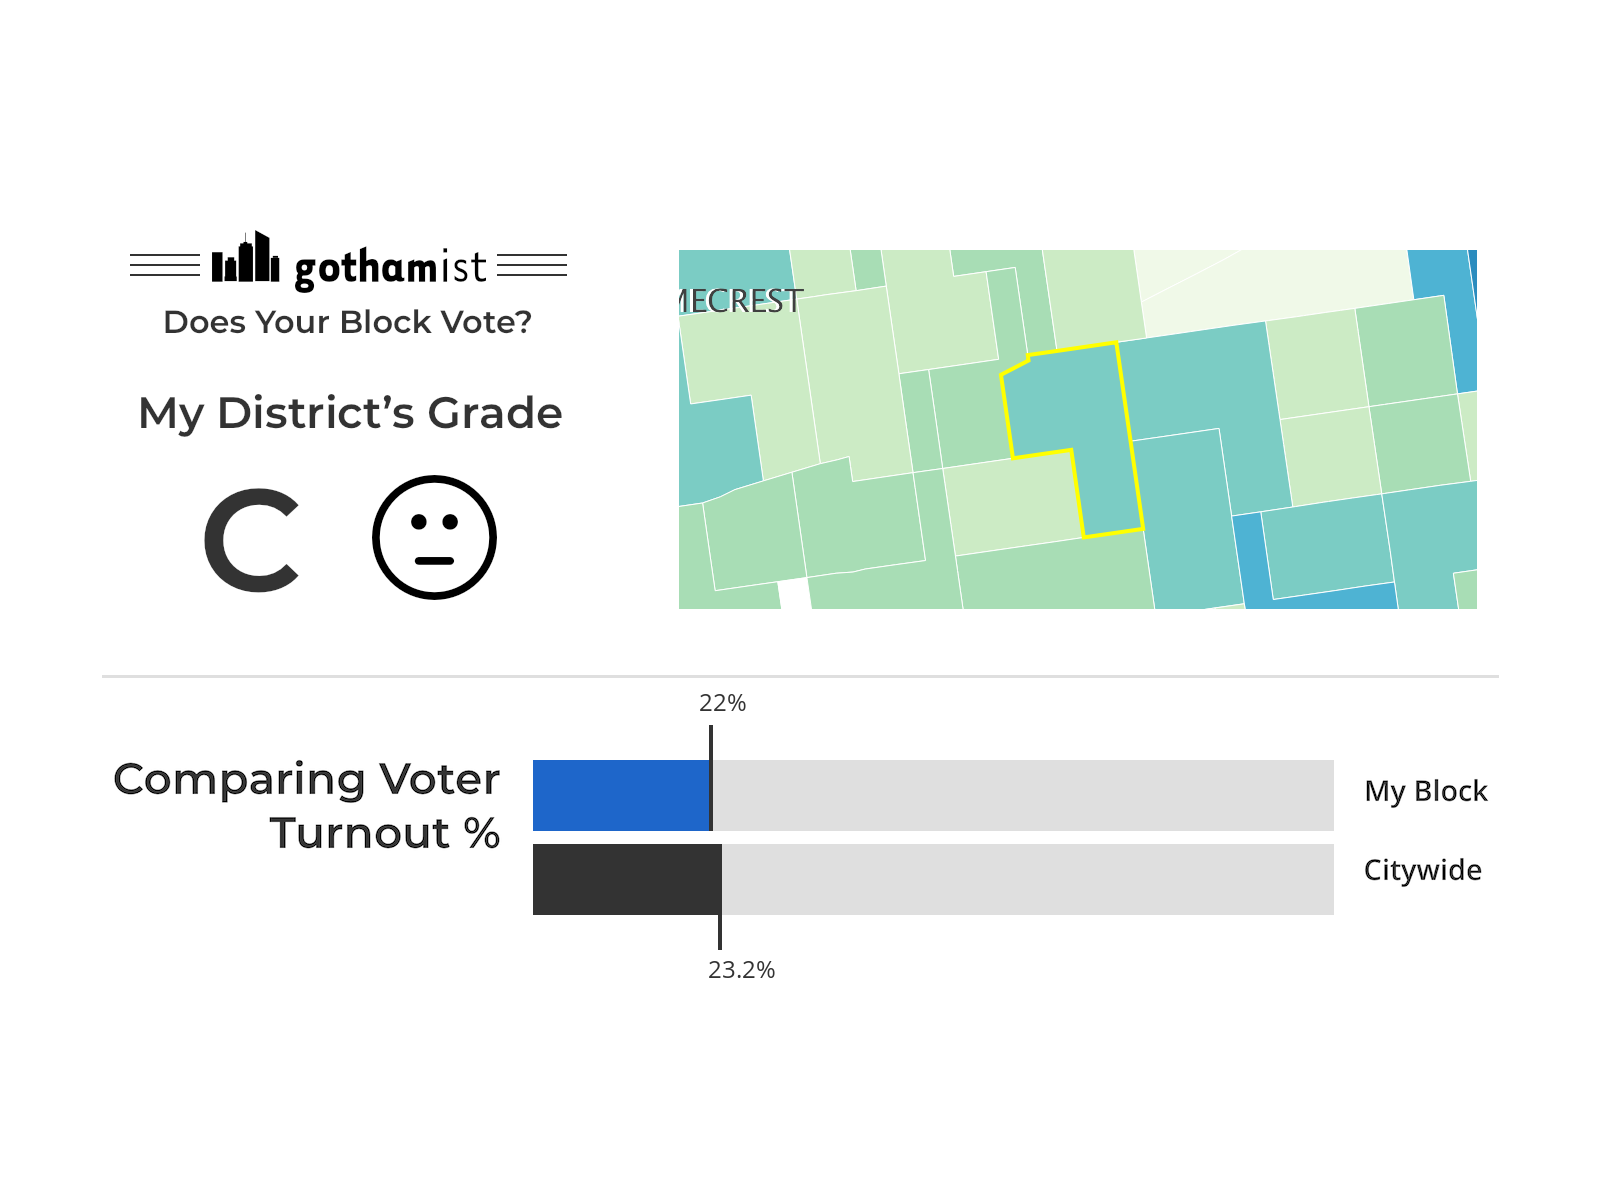 gothamist
Does Your Block Vote?
My District's Grade
C
MECREST
22%
Comparing Voter
Turnout %
My Block
Citywide
23.2%